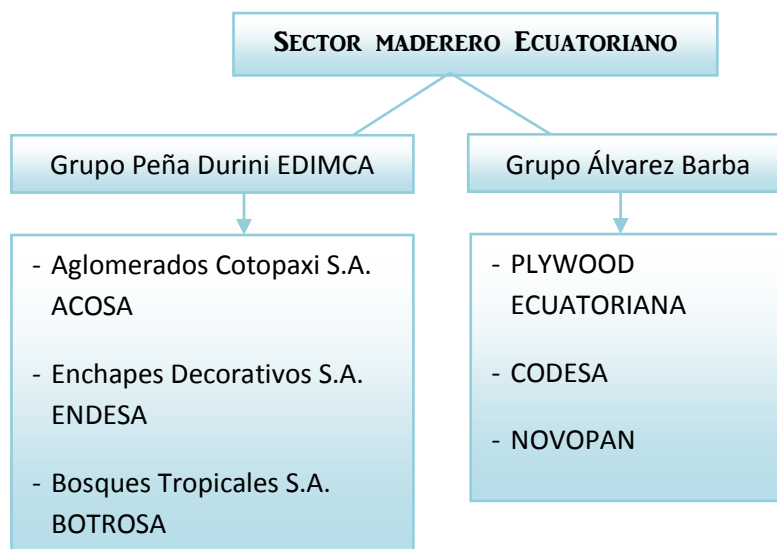 SECTOR MADERERO ECUATORIANO
Grupo Peña Durini EDIMCA
Grupo Álvarez Barba
- Aglomerados Cotopaxi S.A.
ACOSA
- Enchapes Decorativos S.A.
ENDESA
- Bosques Tropicales S.A.
BOTROSA
- PLYWOOD
ECUATORIANA
- CODESA
- NOVOPAN